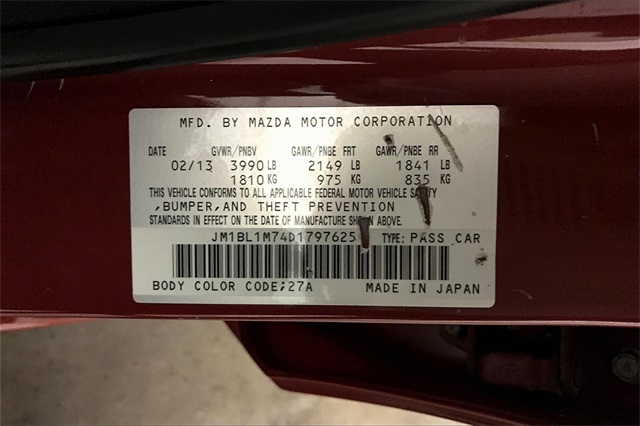 MFD. BY MAZDA MOTOR CORPORATION
DATE GVWR/PNBV GAWR/PNBE FRT GAWR/PNBE RR
02/13 3990 LB 2149 LB 1841 LB
1810 KG 975 KG 835 KG
THIS VEHICLE CONFORMS TO ALL APPLICABLE FEDERAL MOTOR VEHICLE SAFETY
,BUMPER,AND THEFT PREVENTION
STANDARDS IN EFFECT ON THE DATE OF MANUFACTURE SHOWN ABOVE.
JM1BL1M74D1797625 TYPE: PASS CAR
BODY COLOR CODE:27A MADE IN JAPAN